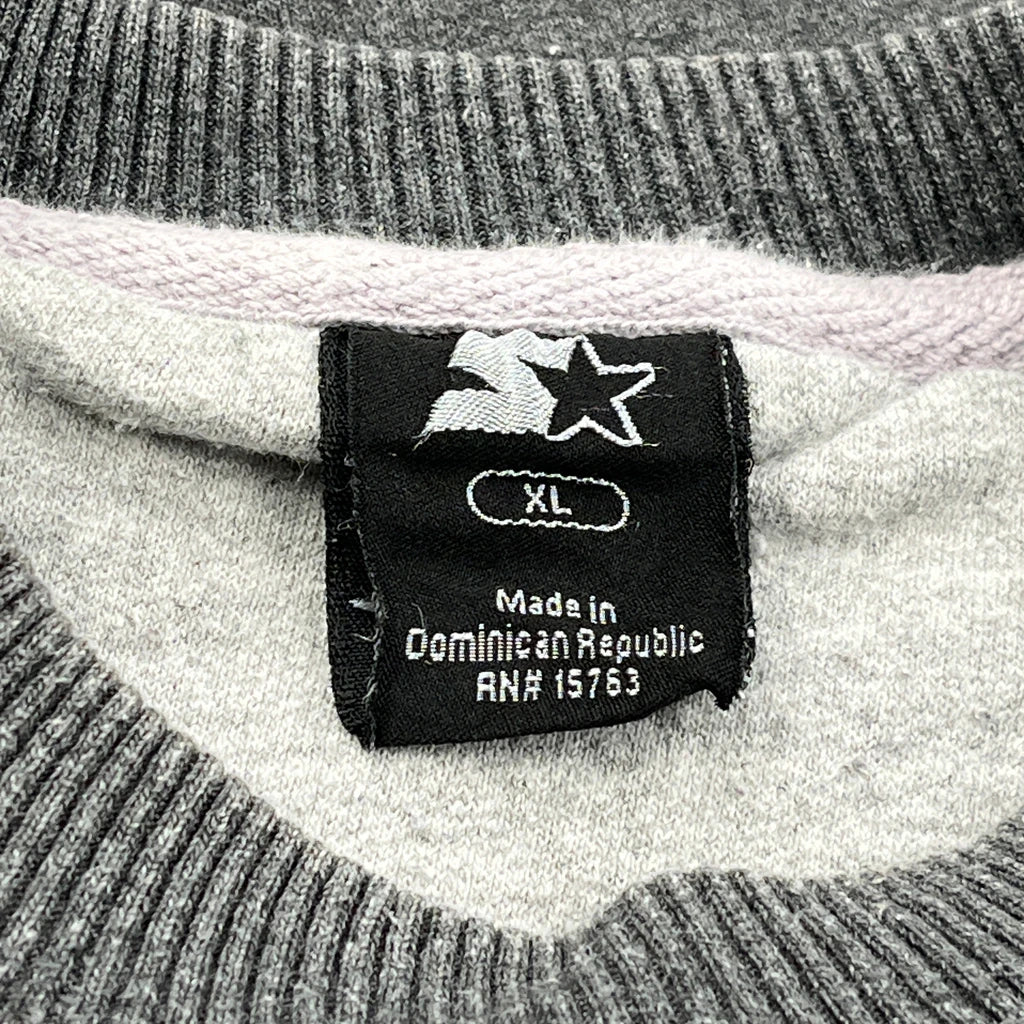 XL
Made in
Dominican Republic
RN# 15763